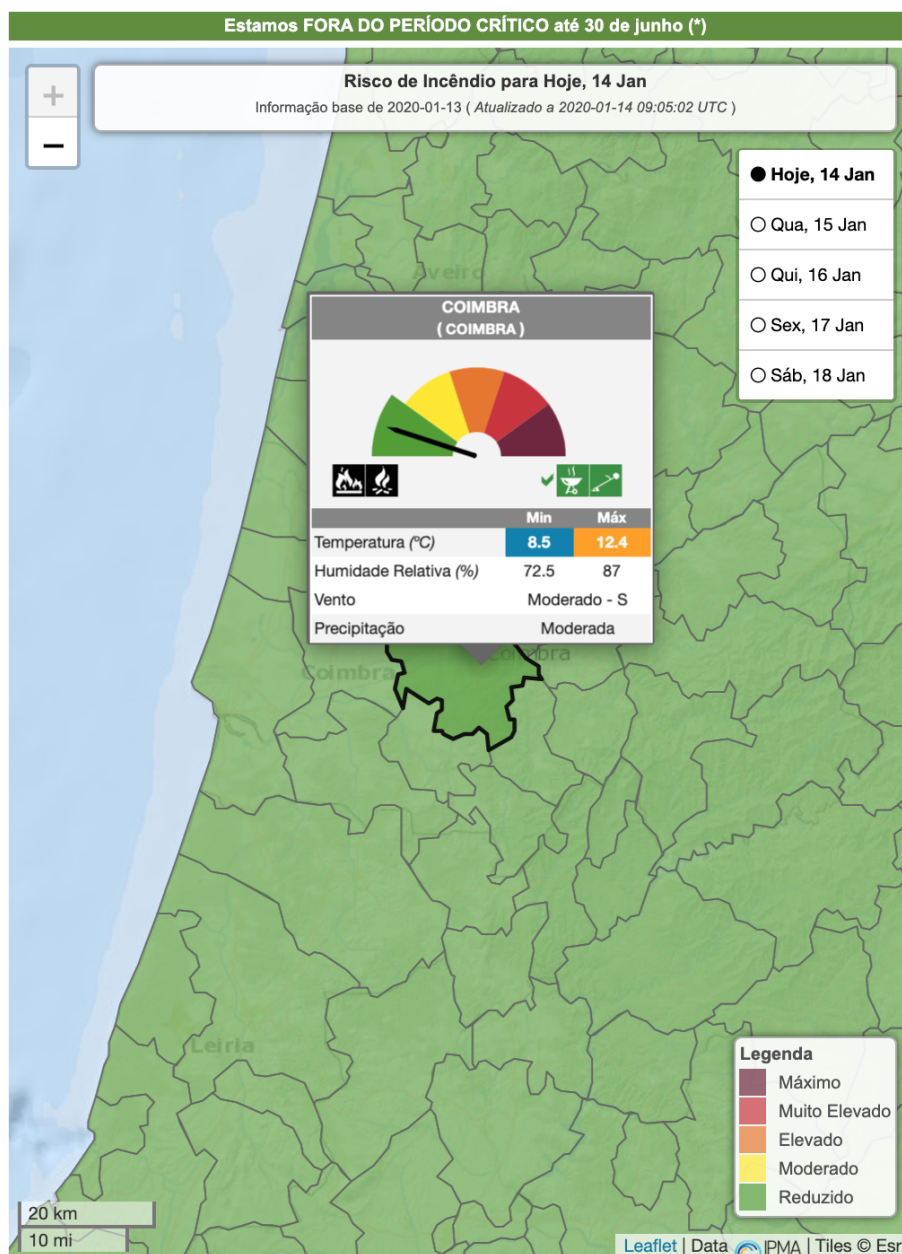 Estamos FORA DO PERÍODO CRÍTICO até 30 de junho (*)
+
−
Risco de Incêndio para Hoje, 14 Jan
Informação base de 2020-01-13 ( Atualizado a 2020-01-14 09:05:02 UTC )
Hoje, 14 Jan
Qua, 15 Jan
Qui, 16 Jan
Sex, 17 Jan
Sáb, 18 Jan
Aveiro
COIMBRA
( COIMBRA )
Min Máx
Temperatura (ºC) 8.5 12.4
Humidade Relativa (%) 72.5 87
Vento Moderado - S
Precipitação Moderada
Coimbra
Coimbra
Leiria
Legenda
Máximo
Muito Elevado
Elevado
Moderado
Reduzido
20 km
10 mi
Leaflet | Data IPMA | Tiles © Esr